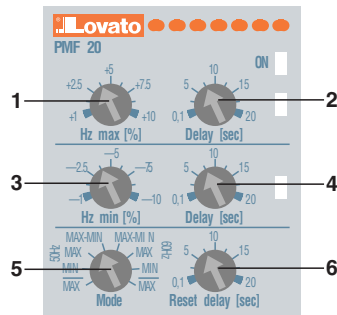 Lovato
PMF 20
ON
+1 +2.5 +5 +7.5 +10
0,1 5 10 15 20
1
2
Hz max [%]
Delay [sec]
—1 —2.5 —5 —7.5 —10
0,1 5 10 15 20
3
4
Hz min [%]
Delay [sec]
50Hz 60Hz
MAX MIN MAX MAX-MIN MAX-MI N MAX MIN MAX
0,1 5 10 15 20
5
6
Mode
Reset delay [sec]